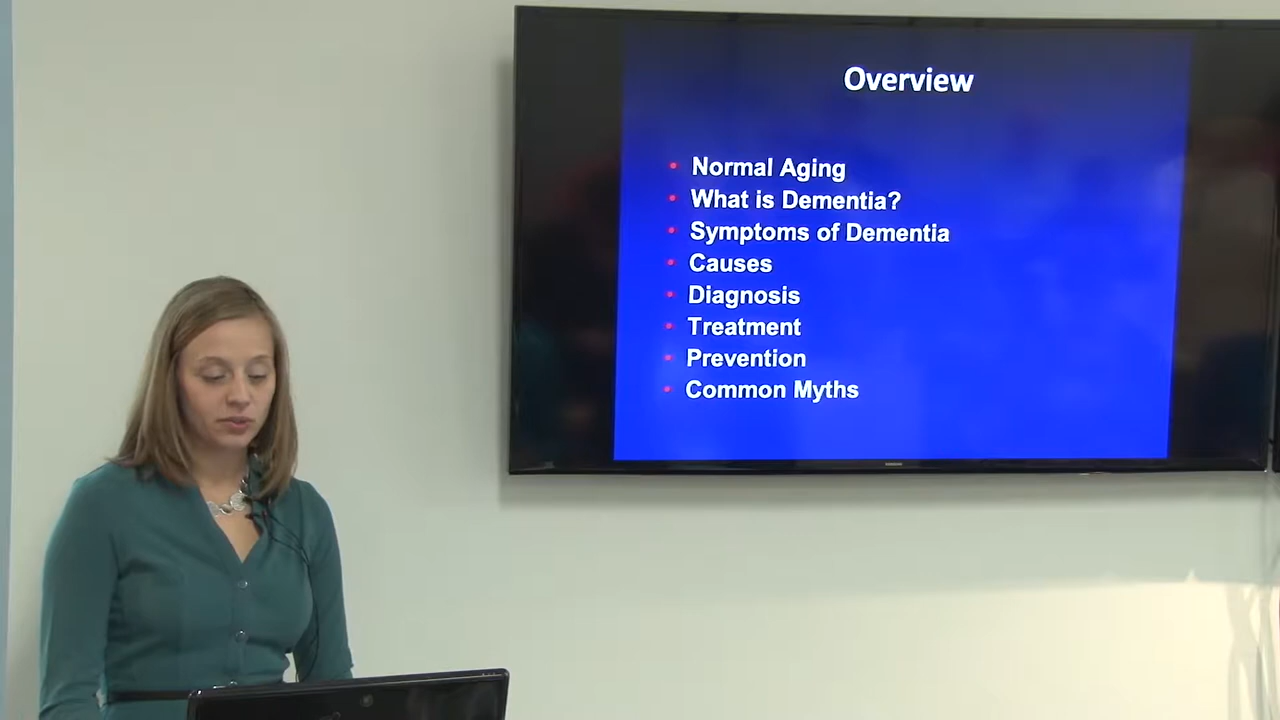 Overview
Normal Aging
What is Dementia?
Symptoms of Dementia
Causes
Diagnosis
Treatment
Prevention
Common Myths